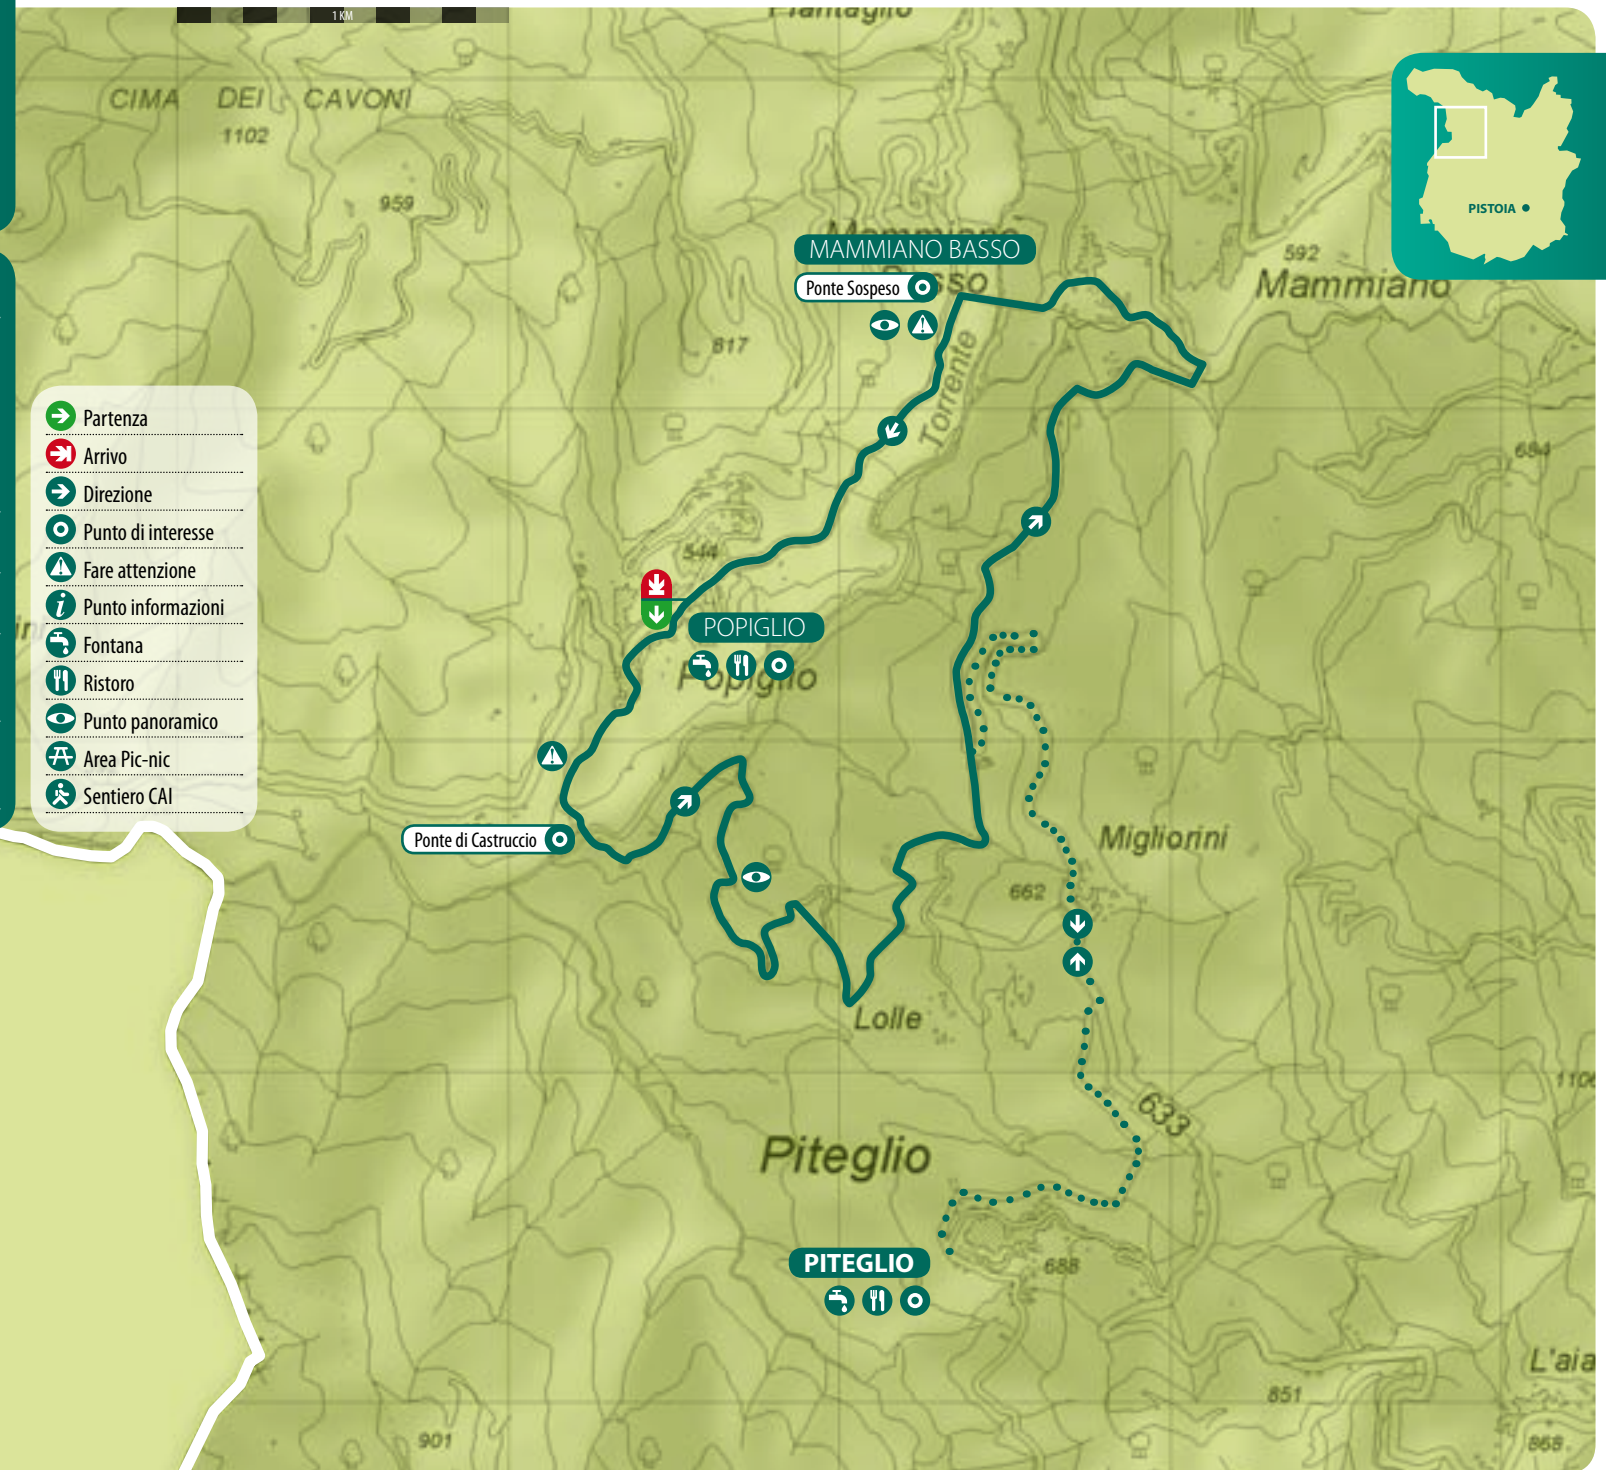 1 KM
CIMA DEI CAVONI
1102
959
PISTOIA
592
Mammiano
MAMMIANO BASSO
Ponte Sospeso
817
Torrente
684
Partenza
Arrivo
Direzione
Punto di interesse
Fare attenzione
Punto informazioni
Fontana
Ristoro
Punto panoramico
Area Pic-nic
Sentiero CAI
544
POPIGLIO
Popiglio
Ponte di Castruccio
Migliorini
662
Lolle
633
Piteglio
PITEGLIO
688
L'aia
851
868
901